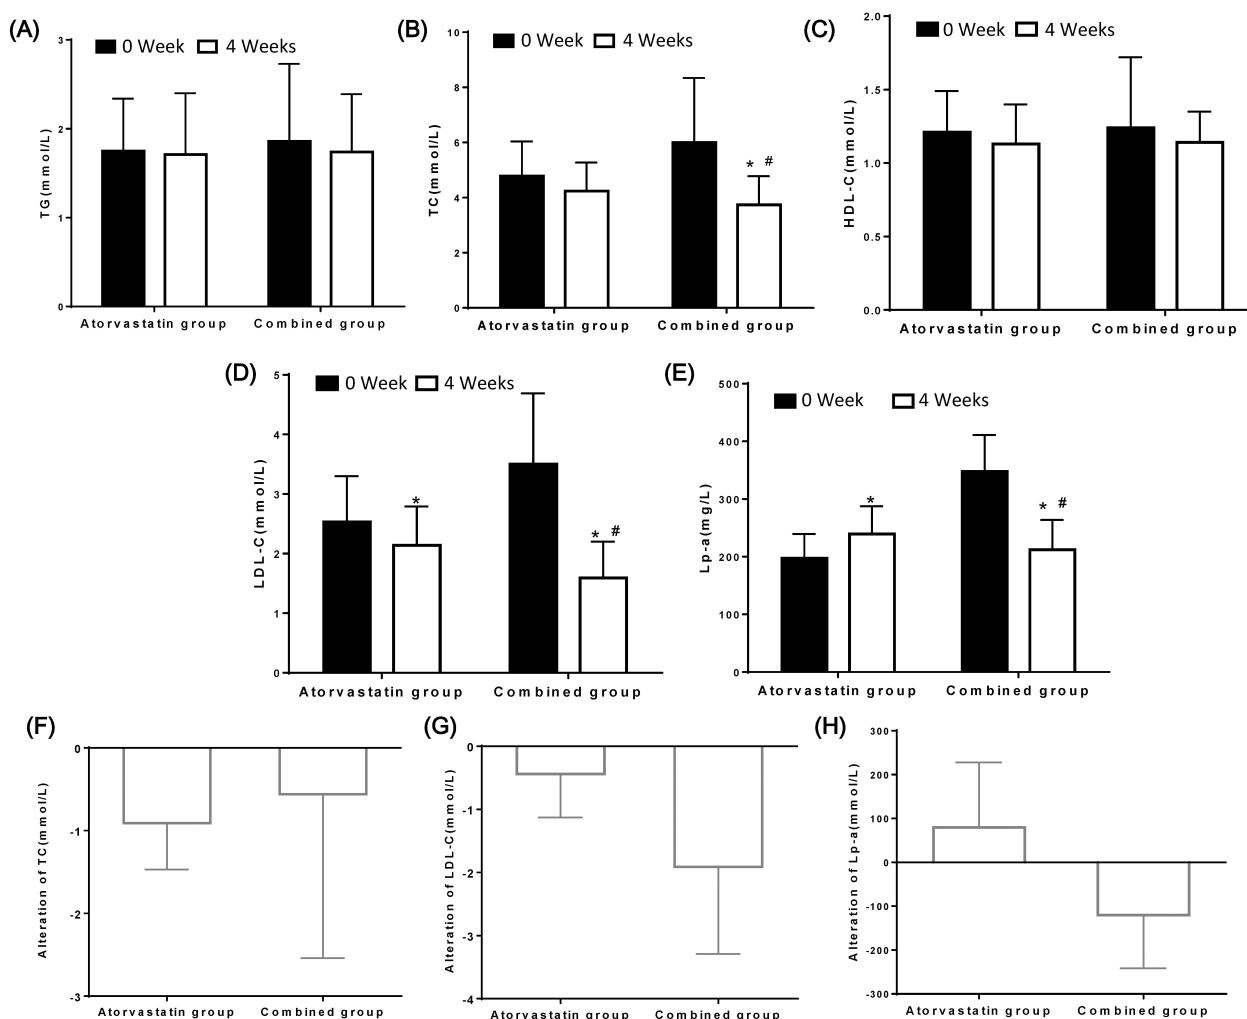 (A)
0 Week
4 Weeks
TG(mmol/L)
3
2
1
0
Atorvastatin group
Combined group
(B)
0 Week
4 Weeks
TC(mmol/L)
10
8
6
4
2
0
* #
Atorvastatin group
Combined group
(C)
0 Week
4 Weeks
HDL-C(mmol/L)
2.0
1.5
1.0
0.5
0.0
Atorvastatin group
Combined group
(D)
0 Week
4 Weeks
LDL-C(mmol/L)
5
4
3
2
1
0
*
* #
Atorvastatin group
Combined group
(E)
0 Week
4 Weeks
Lp-a(mg/L)
500
400
300
200
100
0
*
* #
Atorvastatin group
Combined group
(F)
Alteration of TC(mmol/L)
0
-1
-2
-3
Atorvastatin group
Combined group
(G)
Alteration of LDL-C(mmol/L)
0
-1
-2
-3
-4
Atorvastatin group
Combined group
(H)
Alteration of Lp-a(mmol/L)
300
200
100
0
-100
-200
-300
Atorvastatin group
Combined group